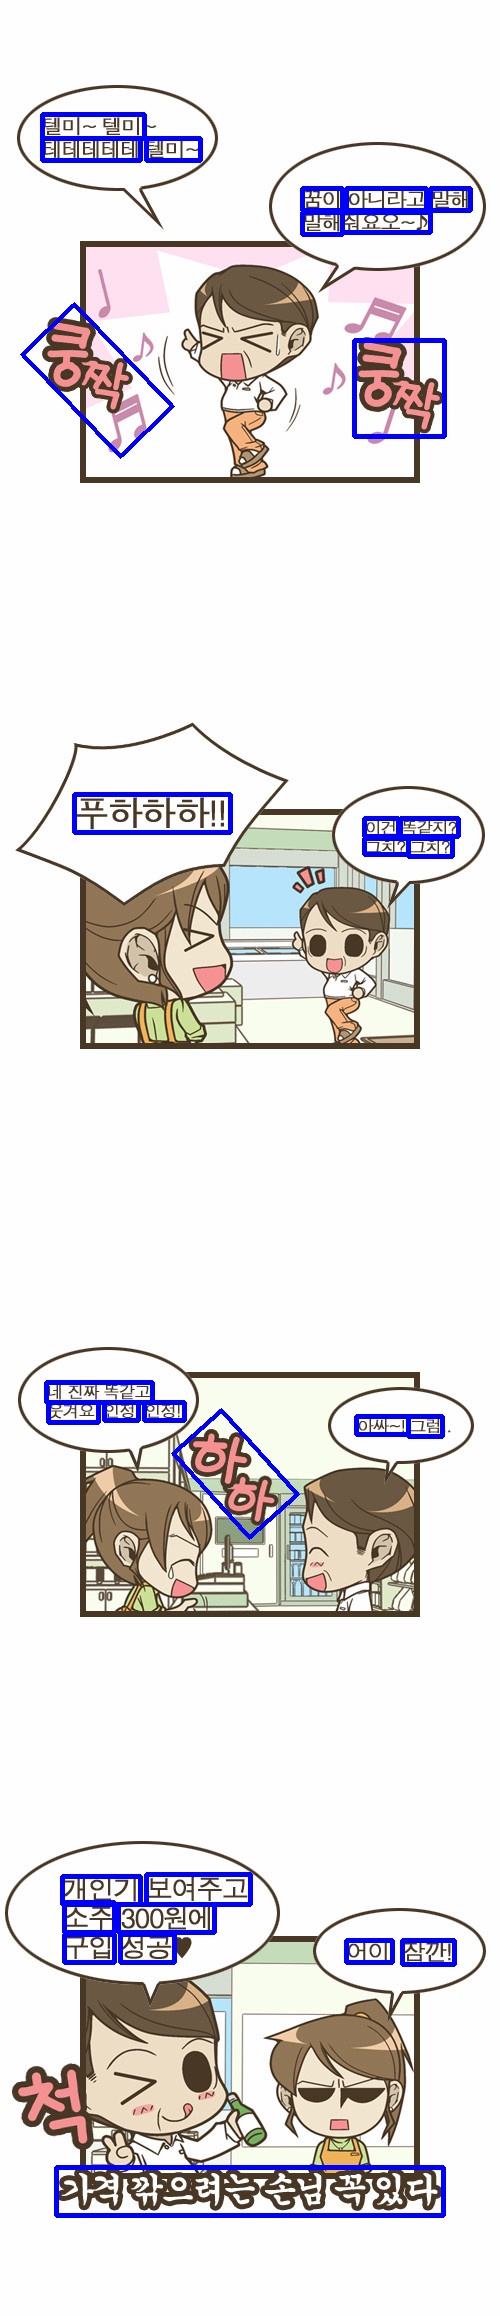 텔미~ 텔미~
테테테테테 텔미~
꿈이 아니라고 말해
말해줘요오~♪
쿵짝
쿵짝
푸하하하!!
이건 똑같지?
그치? 그치?
네 진짜 똑같고
웃겨요 인정 인정!
하하
아싸~! 그럼.
개인기 보여주고
소주 300원에
구입 성공♥
어이 잠깐!
척
가격 깎으려는 손님 꼭 있다